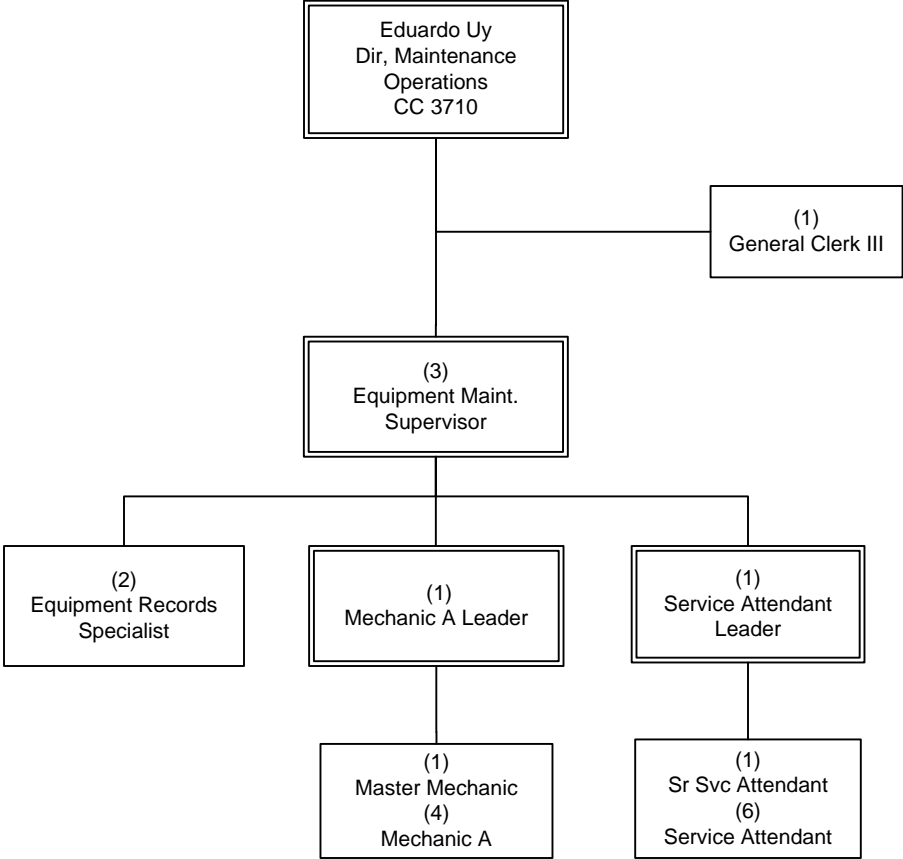 Eduardo Uy
Dir, Maintenance
Operations
CC 3710
(1)
General Clerk III
(3)
Equipment Maint.
Supervisor
(2)
Equipment Records
Specialist
(1)
Mechanic A Leader
(1)
Service Attendant
Leader
(1)
Master Mechanic
(4)
Mechanic A
(1)
Sr Svc Attendant
(6)
Service Attendant